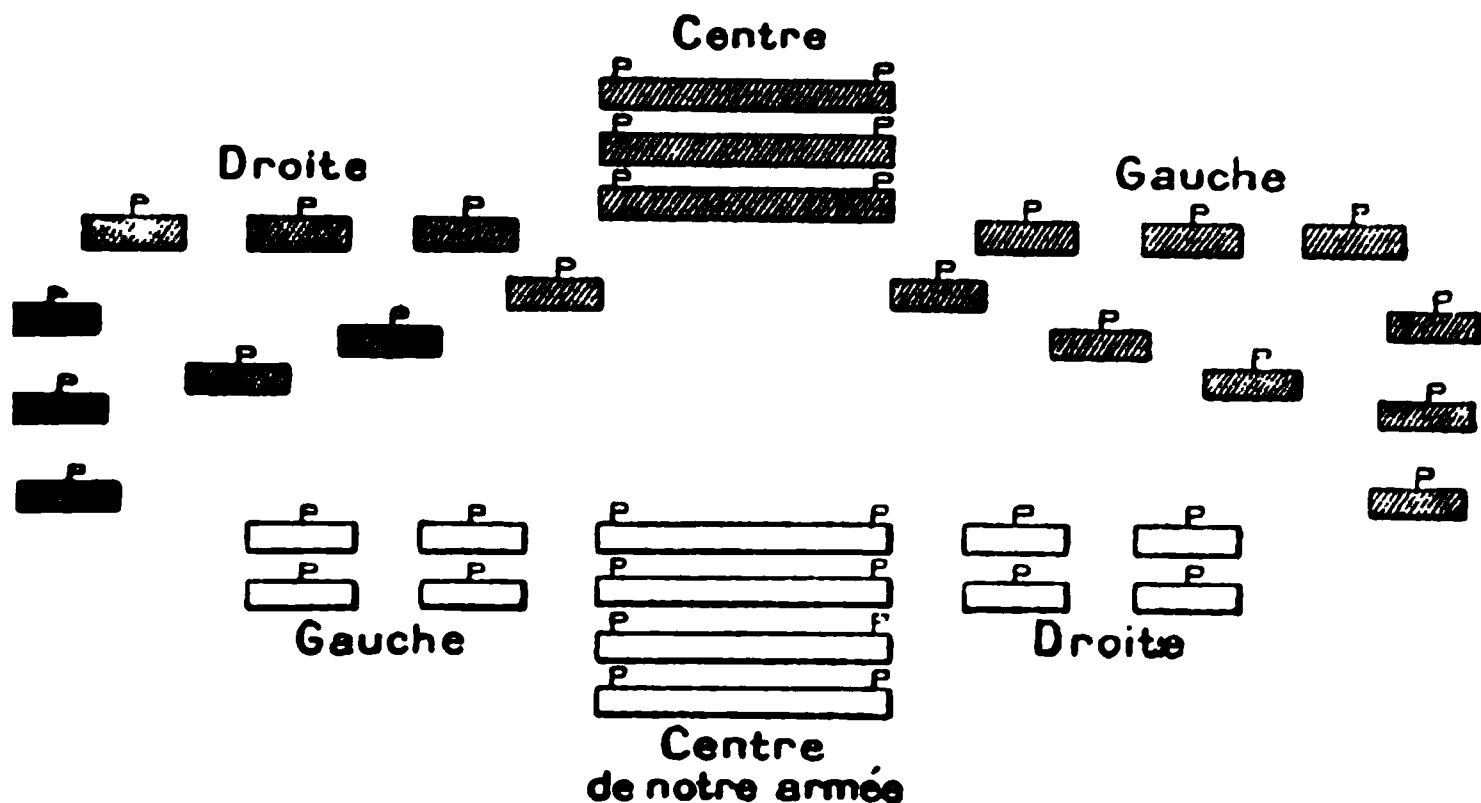 Centre
Droite
Gauche
Gauche
Droite
Centre
de notre armée